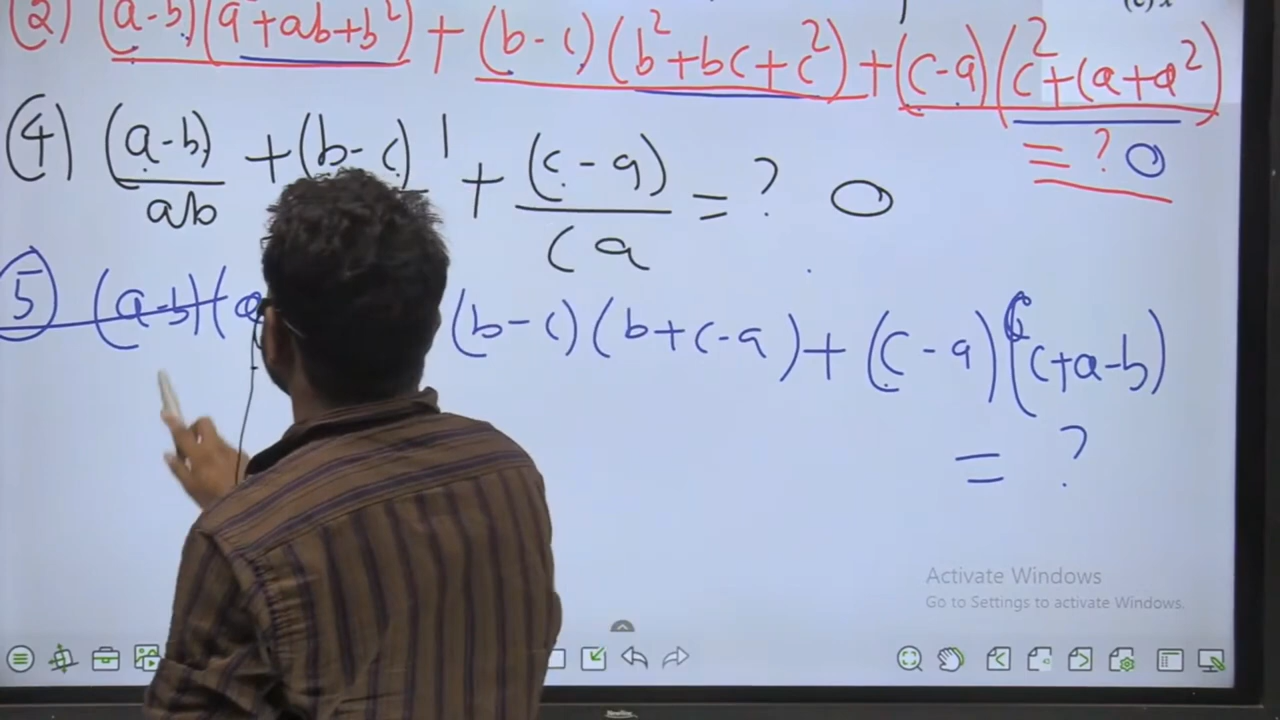 (2) (a-b)(a²+ab+b²) + (b-c)(b²+bc+c²) + (c-a)(c²+ca+a²)
= ? 0
(4) (a-b)/ab + (b-c) + (c-a)/ca = ? 0
(5) (a-b)(a (b-c)(b+c-a) + (c-a)(c+a-b)
= ?
Activate Windows
Go to Settings to activate Windows.